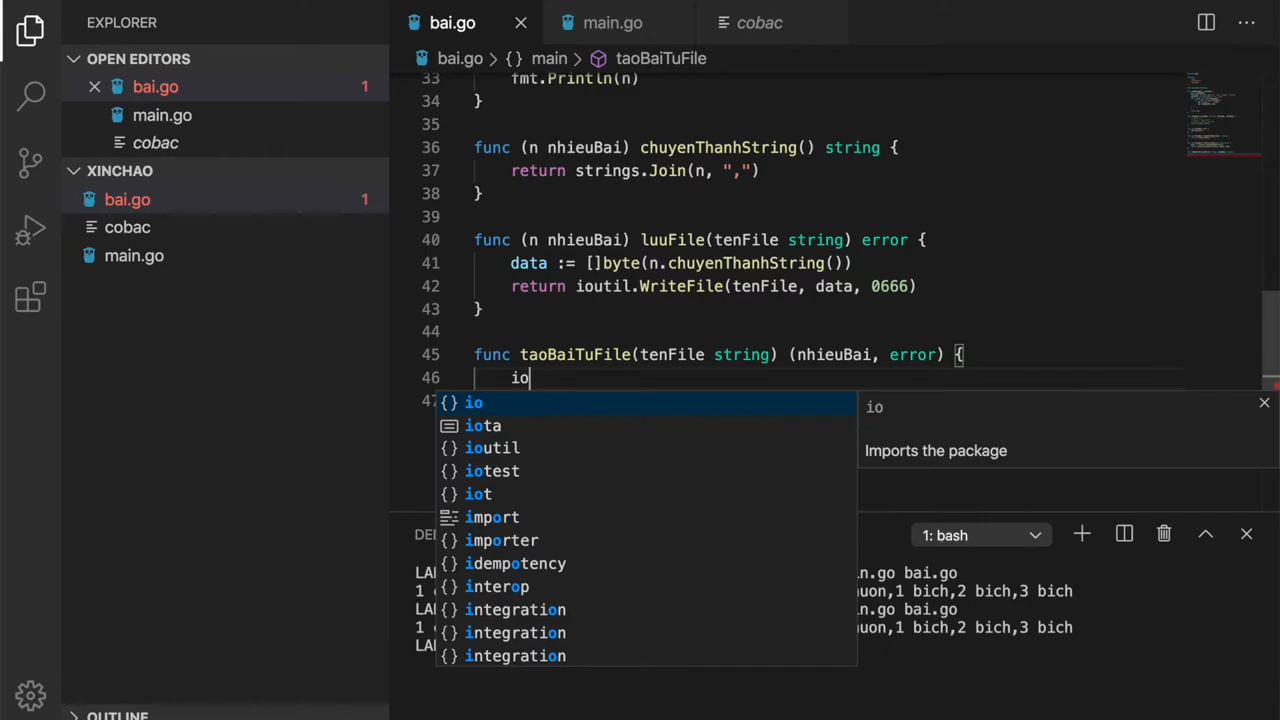 EXPLORER
OPEN EDITORS
bai.go 1
main.go
cobac
XINCHAO
bai.go 1
cobac
main.go
OUTLINE
bai.go
main.go
cobac
bai.go > {} main > taoBaiTuFile
33 fmt.Println(n)
34 }
35
36 func (n nhieuBai) chuyenThanhString() string {
37 return strings.Join(n, ",")
38 }
39
40 func (n nhieuBai) luuFile(tenFile string) error {
41 data := []byte(n.chuyenThanhString())
42 return ioutil.WriteFile(tenFile, data, 0666)
43 }
44
45 func taoBaiTuFile(tenFile string) (nhieuBai, error) {
46 io
47
{} io
iota
{} ioutil
{} iotest
{} iot
import
{} importer
{} idempotency
{} interop
{} integration
{} integration
{} integration
io
Imports the package
1: bash
n.go bai.go
uon,1 bich,2 bich,3 bich
n.go bai.go
uon,1 bich,2 bich,3 bich